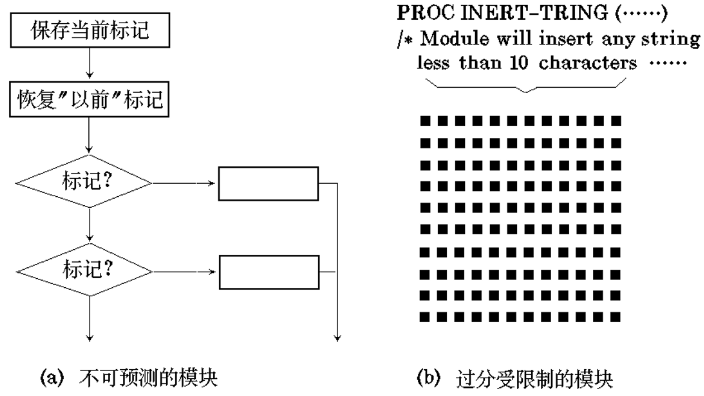 保存当前标记
恢复″以前″标记
标记?
标记?
(a) 不可预测的模块
PROC INERT-TRING (……)
/* Module will insert any string
less than 10 characters ……
(b) 过分受限制的模块